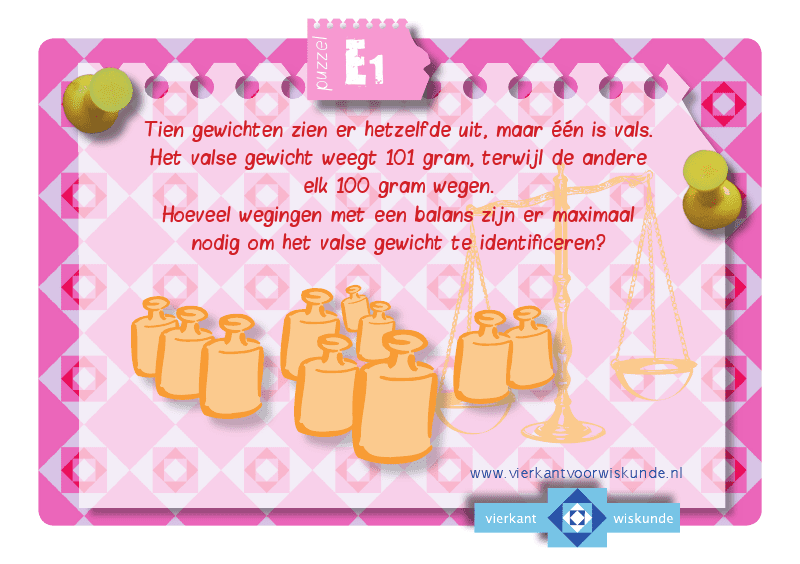 puzzel E1
Tien gewichten zien er hetzelfde uit, maar één is vals.
Het valse gewicht weegt 101 gram, terwijl de andere
elk 100 gram wegen.
Hoeveel wegingen met een balans zijn er maximaal
nodig om het valse gewicht te identificeren?
www.vierkantvoorwiskunde.nl
vierkant wiskunde